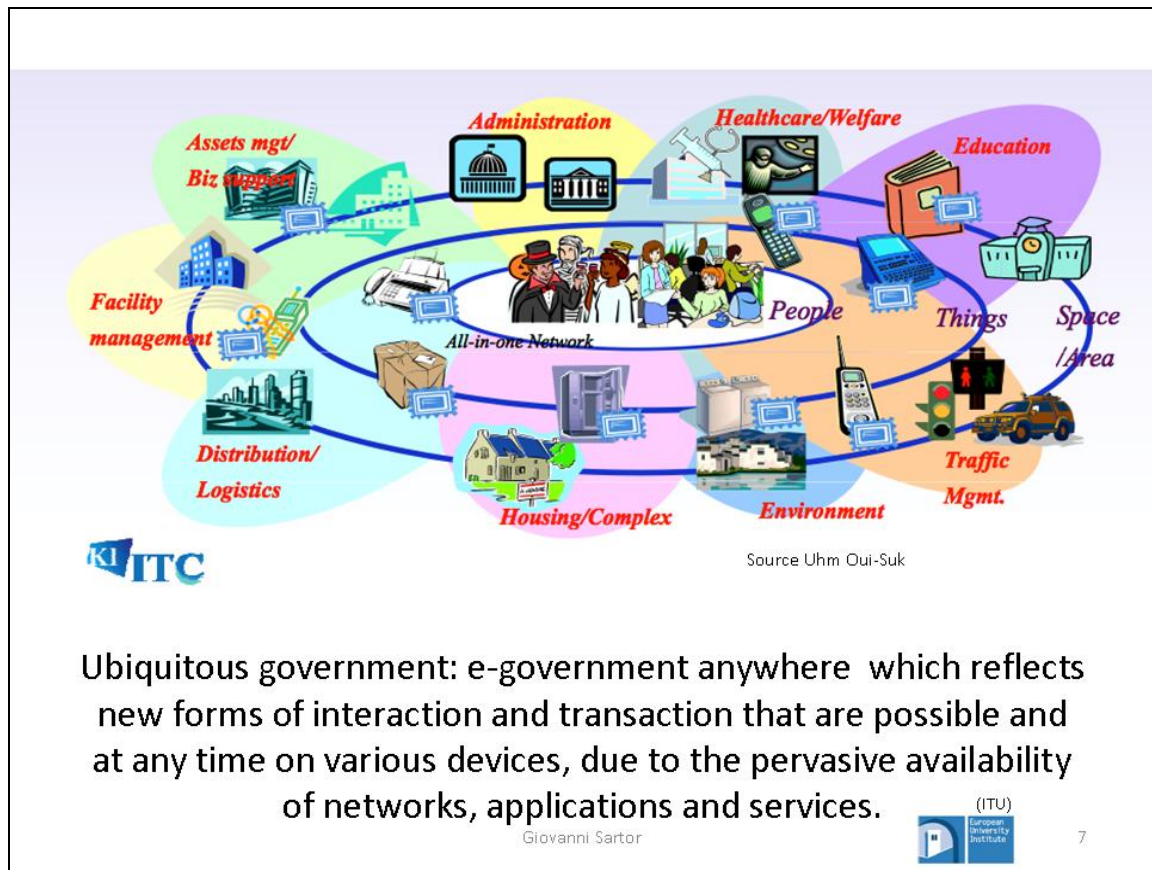 Administration
Healthcare/Welfare
Assets mgt/
Biz support
Education
Facility
management
All-in-one Network
People
Things
Space
/Area
Distribution/
Logistics
Housing/Complex
Environment
Traffic
Mgmt.
KI ITC
Source Uhm Oui-Suk
Ubiquitous government: e-government anywhere which reflects
new forms of interaction and transaction that are possible and
at any time on various devices, due to the pervasive availability
of networks, applications and services.
(ITU)
Giovanni Sartor
European
University
Institute
7